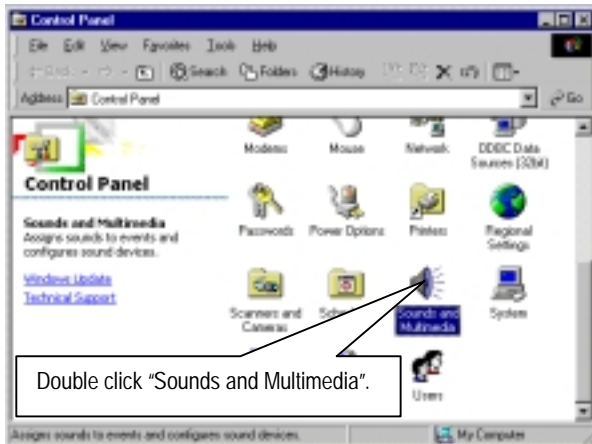 Control Panel
File Edit View Favorites Tools Help
Back Search Folders History
Address Control Panel Go
Modems Mouse Network ODBC Data
Sources (32bit)
Control Panel
Sounds and Multimedia
Assigns sounds to events and
configures sound devices.
Windows Update
Technical Support
Passwords Power Options Printers Regional
Settings
Scanners and
Cameras
Sounds and
Multimedia
System
Double click “Sounds and Multimedia”.
Users
Assigns sounds to events and configures sound devices. My Computer